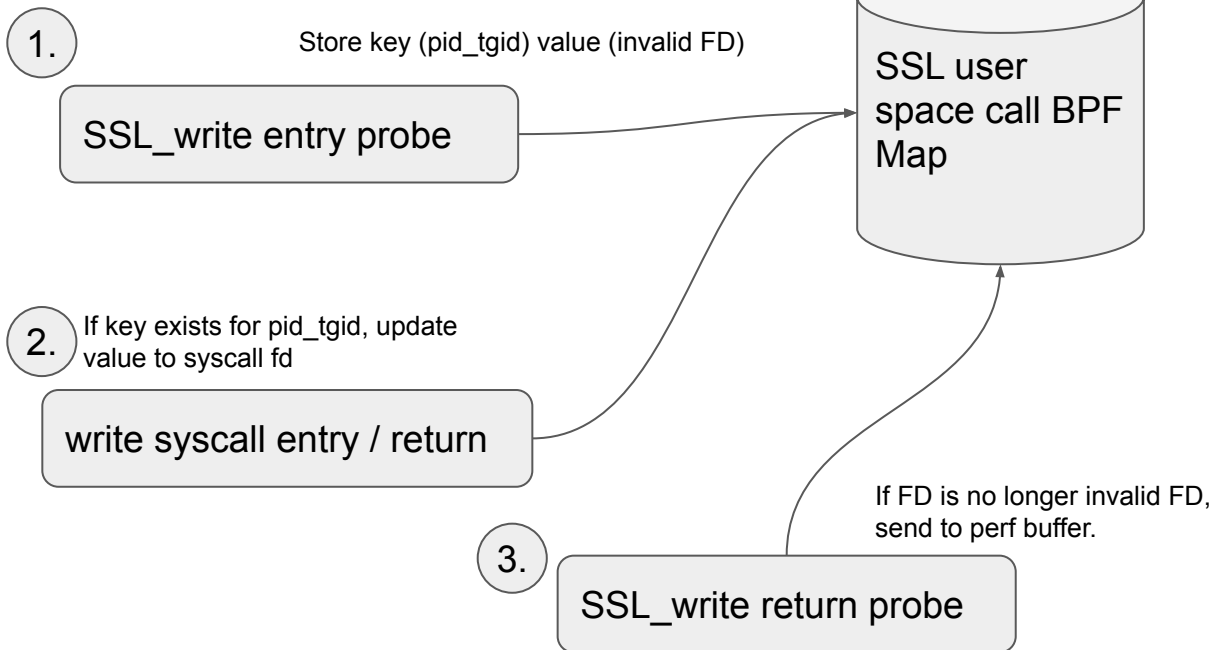 1.
Store key (pid_tgid) value (invalid FD)
SSL_write entry probe
SSL user
space call BPF
Map
2.
If key exists for pid_tgid, update
value to syscall fd
write syscall entry / return
If FD is no longer invalid FD,
send to perf buffer.
3.
SSL_write return probe